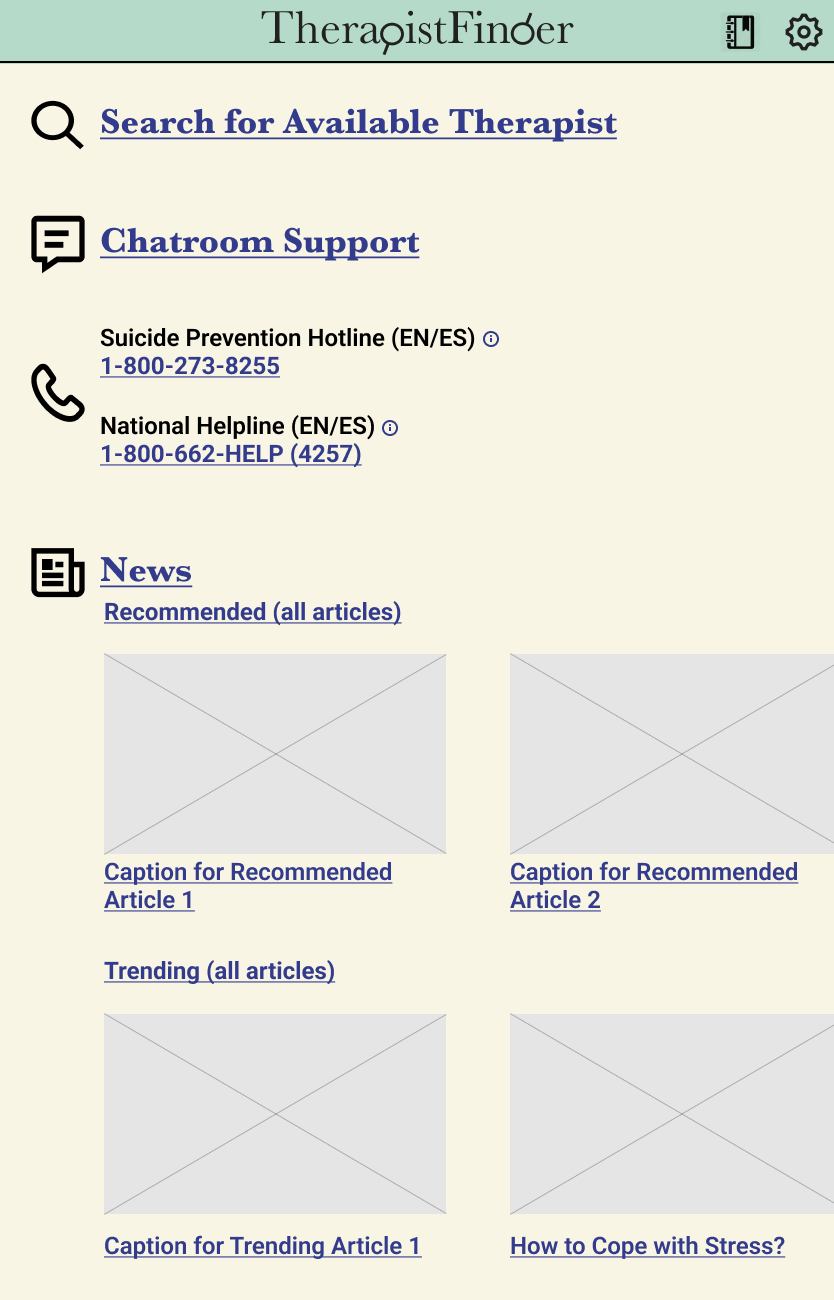 TherapistFinder
Search for Available Therapist
Chatroom Support
Suicide Prevention Hotline (EN/ES)
1-800-273-8255
National Helpline (EN/ES)
1-800-662-HELP (4257)
News
Recommended (all articles)
Caption for Recommended
Article 1
Caption for Recommended
Article 2
Trending (all articles)
Caption for Trending Article 1
How to Cope with Stress?